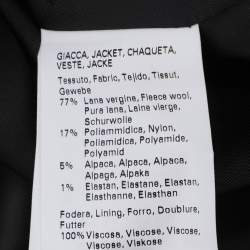 GIACCA, JACKET, CHAQUETA,
VESTE, JACKE
Tessuto, Fabric, Tejido, Tissut,
Gewebe
77% Lana vergine, Fleece wool,
Pura lana, Laine vierge,
Schurwolle
17% Poliammidica, Nylon,
Poliamidica, Polyamide,
Polyamid
5% Alpaca, Alpaca, Alpaca,
Alpaga, Alpaka
1% Elastan, Elastane, Elastan,
Elasthanne, Elasthan
Fodera, Lining, Forro, Doublure,
Futter
100% Viscosa, Viscose, Viscosa,
Viscose, Viskose